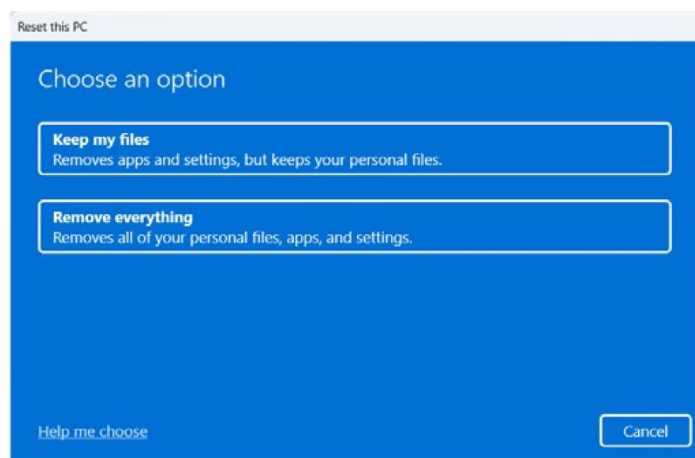 Reset this PC
Choose an option
Keep my files
Removes apps and settings, but keeps your personal files.
Remove everything
Removes all of your personal files, apps, and settings.
Help me choose
Cancel